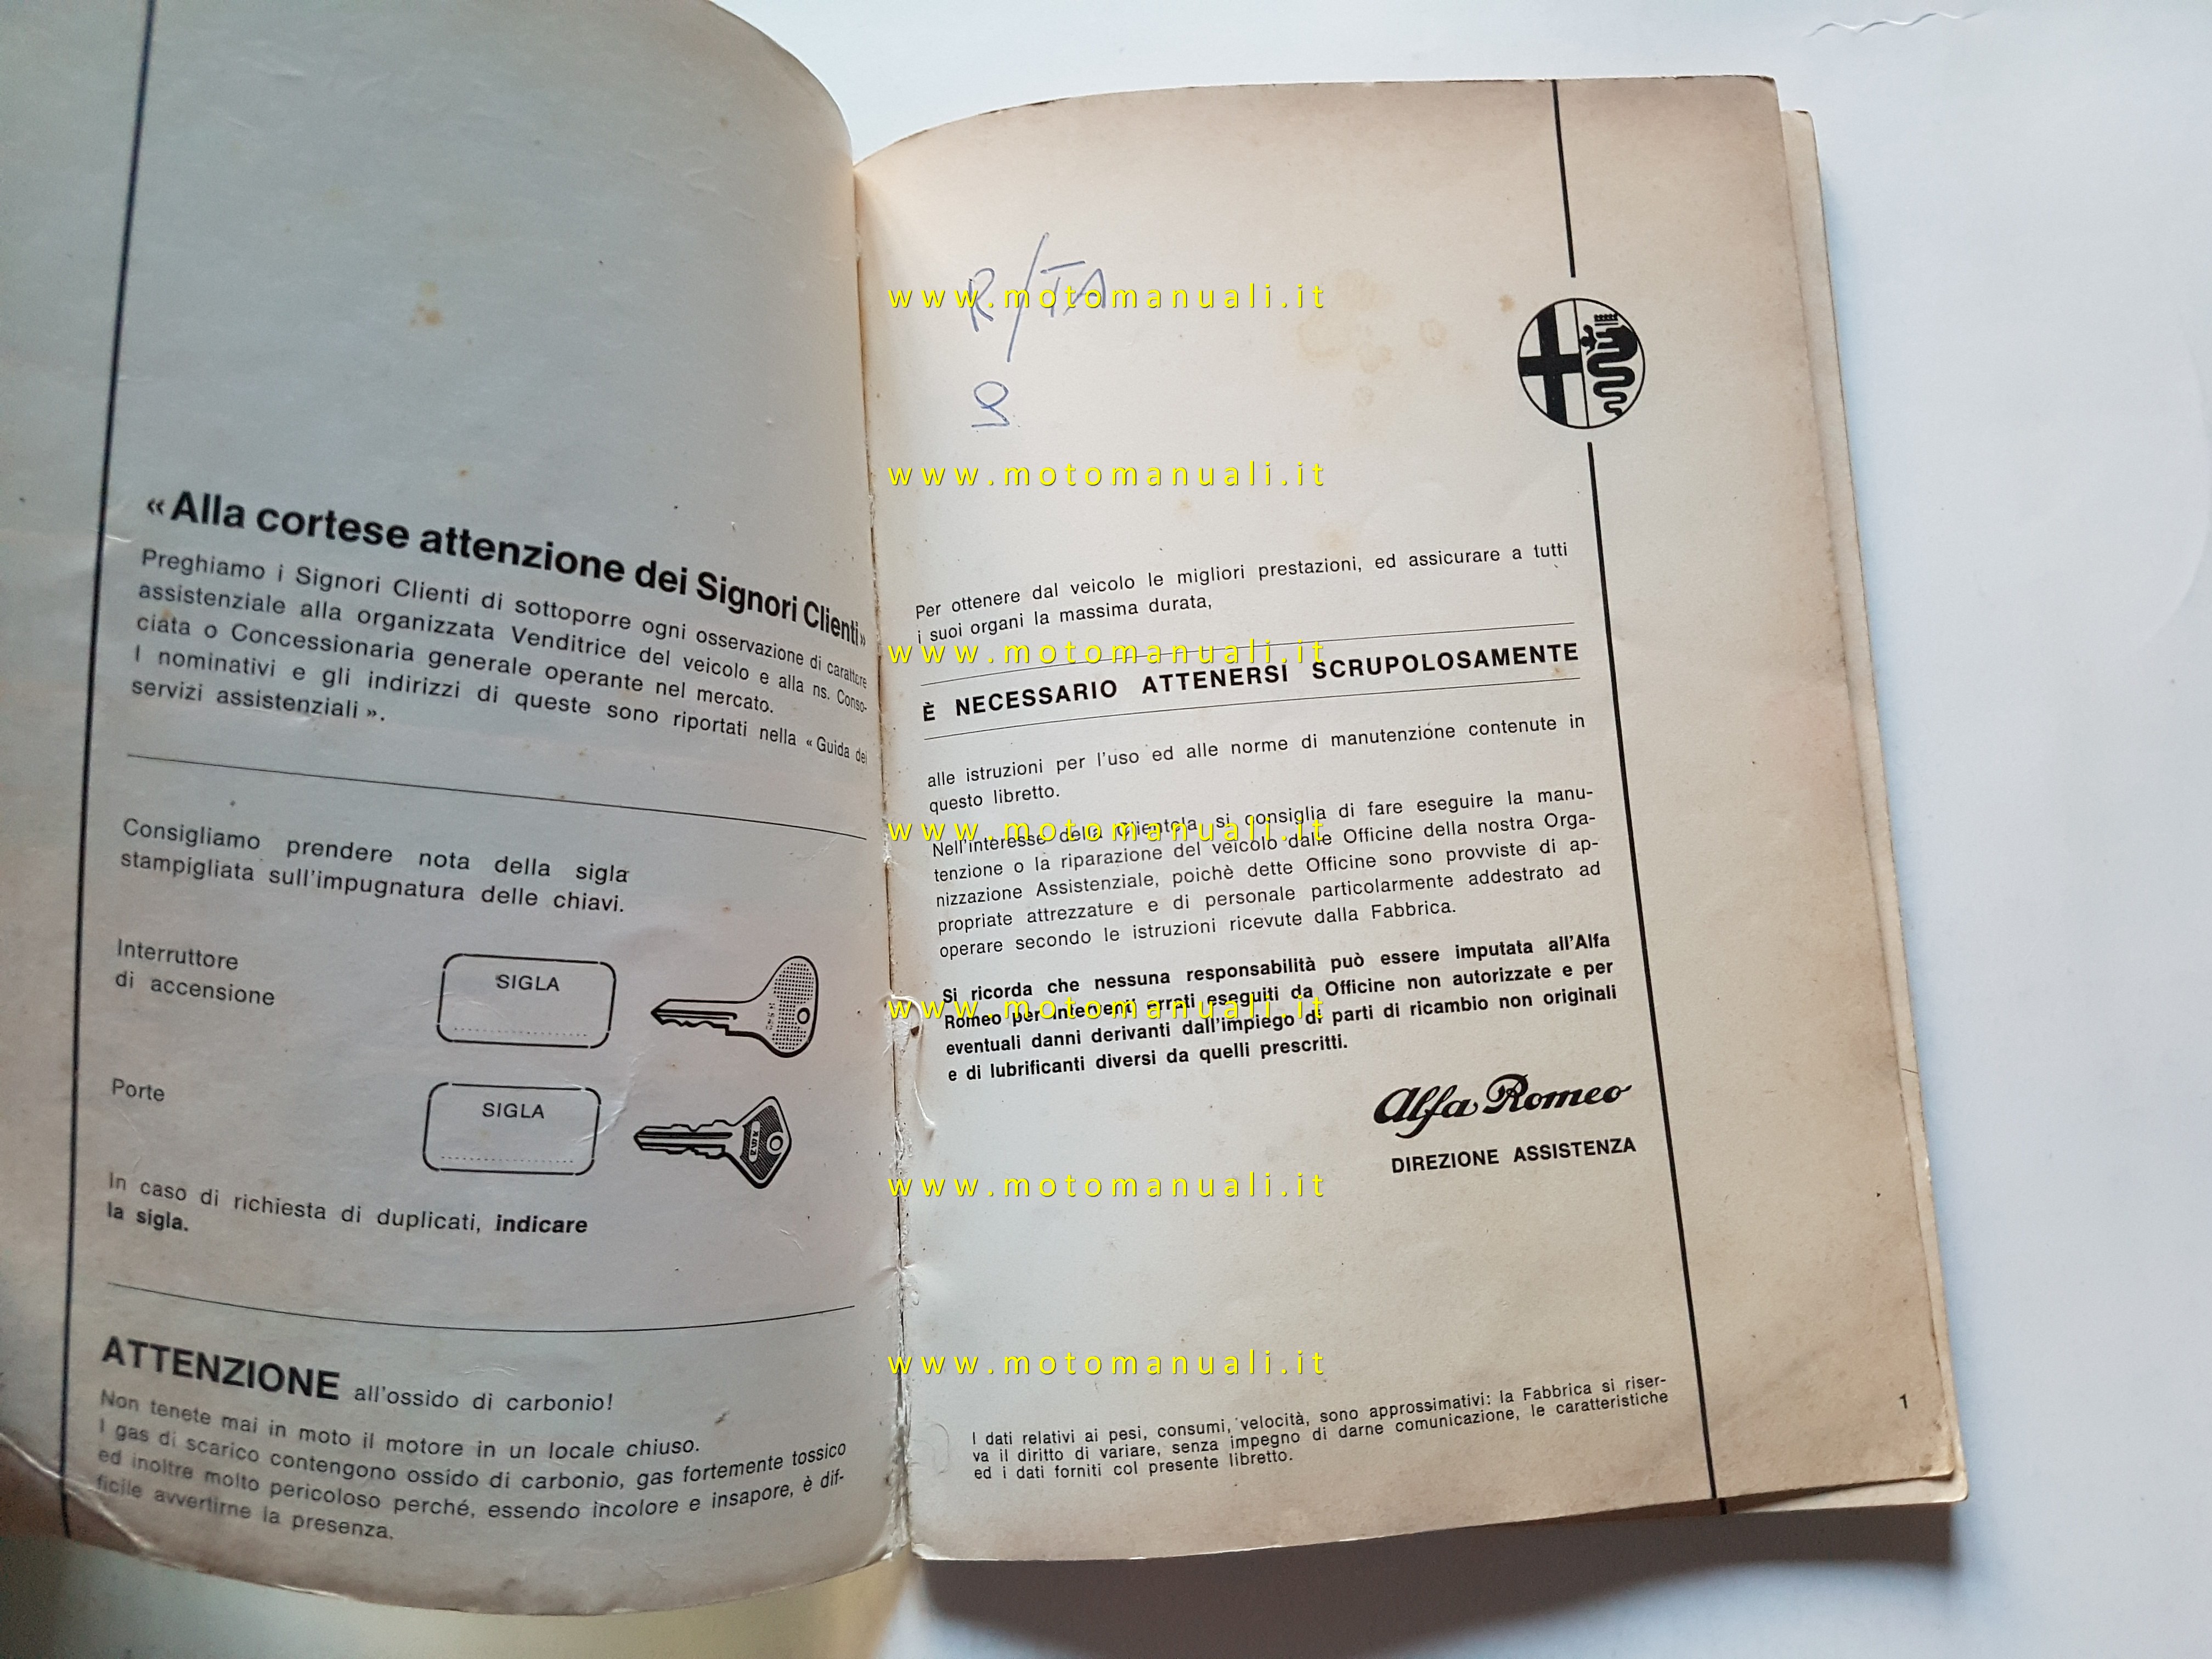 « Alla cortese attenzione dei Signori Clienti »
Preghiamo i Signori Clienti di sottoporre ogni osservazione di carattere
assistenziale alla organizzata Venditrice del veicolo e alla ns. Conso-
ciata o Concessionaria generale operante nel mercato.
I nominativi e gli indirizzi di queste sono riportati nella « Guida dei
servizi assistenziali ».
Consigliamo prendere nota della sigla
stampigliata sull'impugnatura delle chiavi.
Interruttore
di accensione
SIGLA
Porte
SIGLA
In caso di richiesta di duplicati, indicare
la sigla.
ATTENZIONE all'ossido di carbonio!
Non tenete mai in moto il motore in un locale chiuso.
I gas di scarico contengono ossido di carbonio, gas fortemente tossico
ed inoltre molto pericoloso perché, essendo incolore e insapore, è dif-
ficile avvertirne la presenza.
R/TA
www.motomanuali.it
www.motomanuali.it
Per ottenere dal veicolo le migliori prestazioni, ed assicurare a tutti
i suoi organi la massima durata,
www.motomanuali.it
È NECESSARIO ATTENERSI SCRUPOLOSAMENTE
alle istruzioni per l'uso ed alle norme di manutenzione contenute in
questo libretto.
Nell'interesse della Clientela, si consiglia di fare eseguire la manu-
www.motomanuali.it
tenzione o la riparazione del veicolo dalle Officine della nostra Orga-
nizzazione Assistenziale, poichè dette Officine sono provviste di ap-
propriate attrezzature e di personale particolarmente addestrato ad
operare secondo le istruzioni ricevute dalla Fabbrica.
Si ricorda che nessuna responsabilità può essere imputata all'Alfa
Romeo per interventi errati eseguiti da Officine non autorizzate e per
www.motomanuali.it
eventuali danni derivanti dall'impiego di parti di ricambio non originali
e di lubrificanti diversi da quelli prescritti.
Alfa Romeo
DIREZIONE ASSISTENZA
www.motomanuali.it
www.motomanuali.it
I dati relativi ai pesi, consumi, velocità, sono approssimativi: la Fabbrica si riser-
va il diritto di variare, senza impegno di darne comunicazione, le caratteristiche
ed i dati forniti col presente libretto.
1